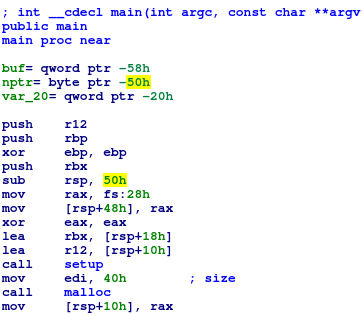 ; int __cdecl main(int argc, const char **argv
public main
main proc near
buf= qword ptr -58h
nptr= byte ptr -50h
var_20= qword ptr -20h
push r12
push rbp
xor ebp, ebp
push rbx
sub rsp, 50h
mov rax, fs:28h
mov [rsp+48h], rax
xor eax, eax
lea rbx, [rsp+18h]
lea r12, [rsp+10h]
call setup
mov edi, 40h ; size
call malloc
mov [rsp+10h], rax